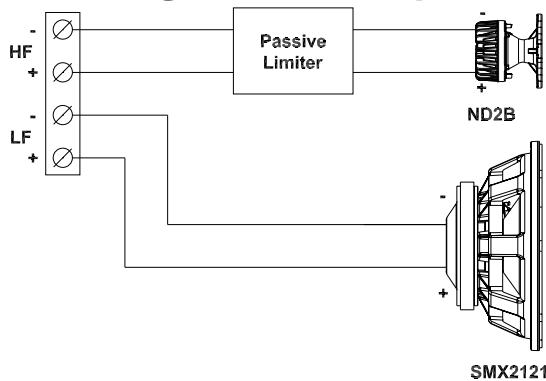 -
HF
+
-
LF
+
Passive
Limiter
-
+
ND2B
-
+
SMX2121